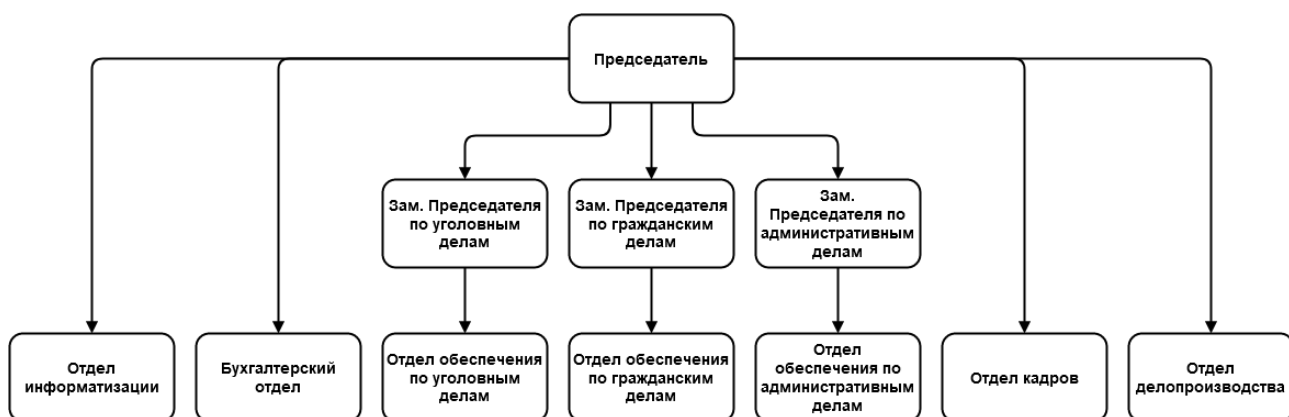 Председатель
Зам. Председателя
по уголовным
делам
Зам. Председателя
по гражданским
делам
Зам.
Председателя по
административным
делам
Отдел
информатизации
Бухгалтерский
отдел
Отдел обеспечения
по уголовным
делам
Отдел обеспечения
по гражданским
делам
Отдел
обеспечения по
административным
делам
Отдел кадров
Отдел
делопроизводства